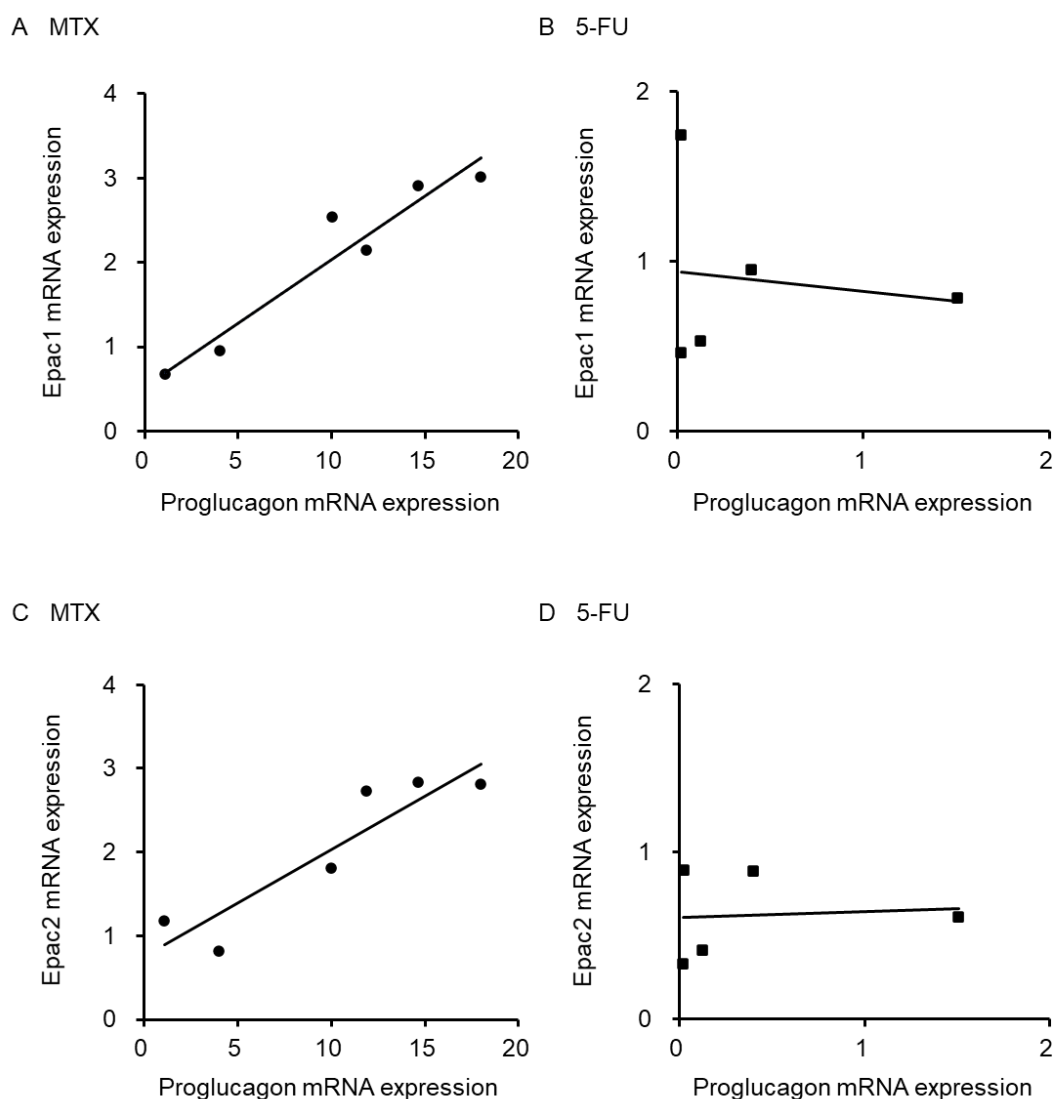 A MTX
B 5-FU
Epac1 mRNA expression
4
3
2
1
0
0 5 10 15 20
Proglucagon mRNA expression
Epac1 mRNA expression
2
1
0
0 1 2
Proglucagon mRNA expression
C MTX
D 5-FU
Epac2 mRNA expression
4
3
2
1
0
0 5 10 15 20
Proglucagon mRNA expression
Epac2 mRNA expression
2
1
0
0 1 2
Proglucagon mRNA expression